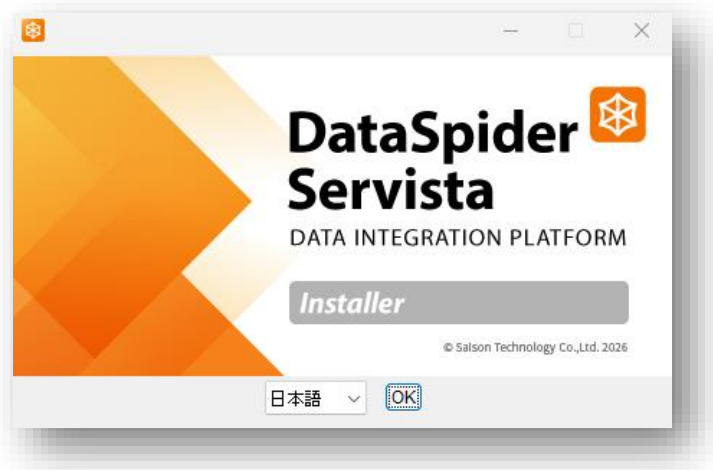 DataSpider
Servista
DATA INTEGRATION PLATFORM
Installer
© Saison Technology Co.,Ltd. 2026
日本語
OK